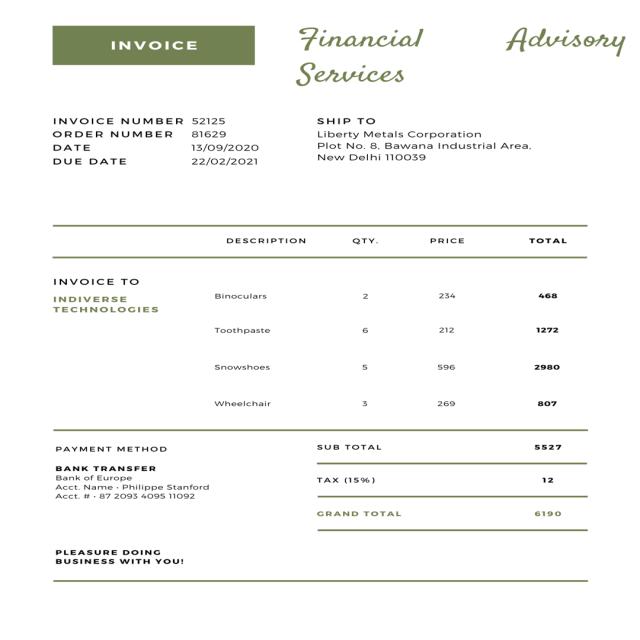 INVOICE
Financial Advisory
Services
INVOICE NUMBER 52125
ORDER NUMBER 81629
DATE 13/09/2020
DUE DATE 22/02/2021
SHIP TO
Liberty Metals Corporation
Plot No. 8, Bawana Industrial Area,
New Delhi 110039
DESCRIPTION QTY. PRICE TOTAL
INVOICE TO
INDIVERSE
TECHNOLOGIES
Binoculars 2 234 468
Toothpaste 6 212 1272
Snowshoes 5 596 2980
Wheelchair 3 269 807
PAYMENT METHOD
BANK TRANSFER
Bank of Europe
Acct. Name - Philippe Stanford
Acct. # - 87 2093 4095 11092
SUB TOTAL 5527
TAX (15%) 12
GRAND TOTAL 6190
PLEASURE DOING
BUSINESS WITH YOU!